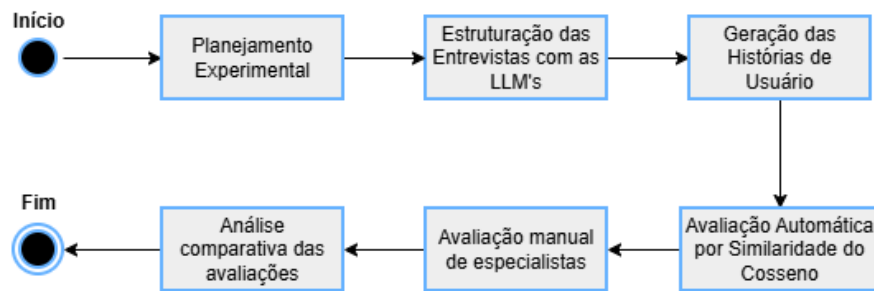 Início
Planejamento
Experimental
Estruturação das
Entrevistas com as
LLM's
Geração das
Histórias de
Usuário
Avaliação Automática
por Similaridade do
Cosseno
Avaliação manual
de especialistas
Análise
comparativa das
avaliações
Fim